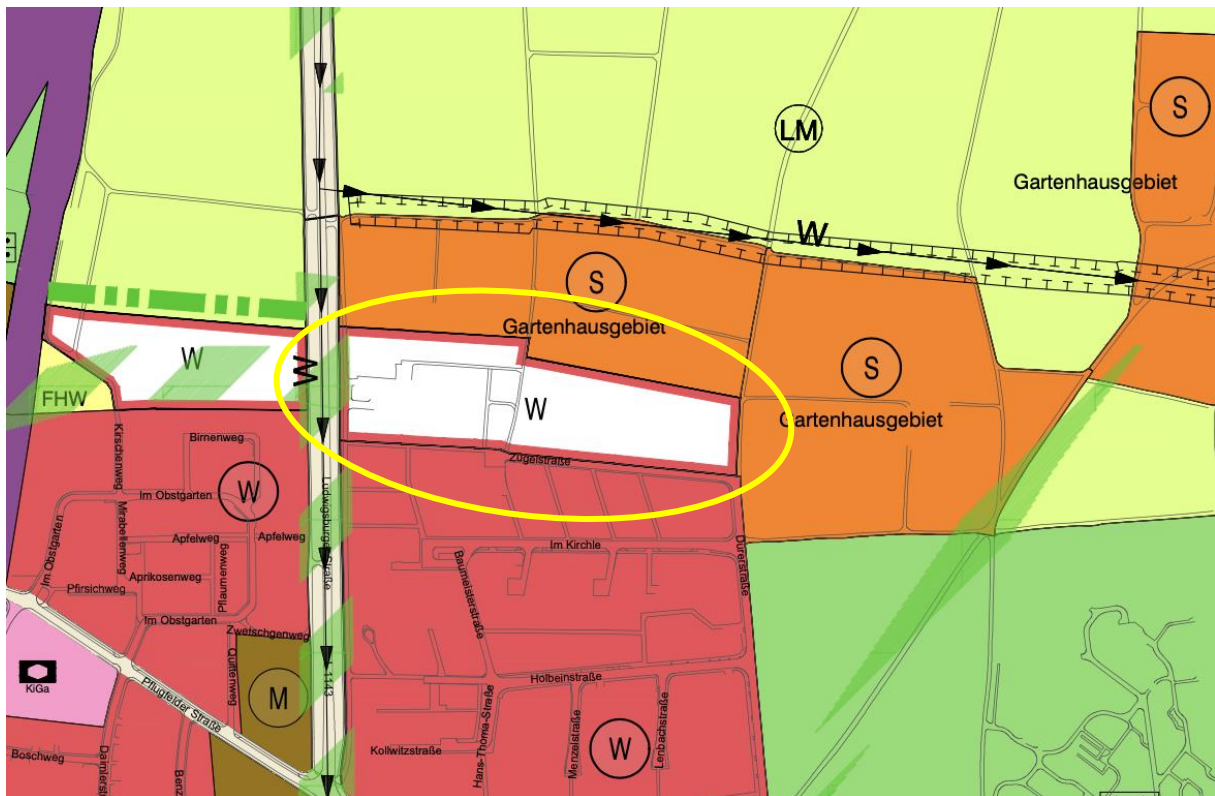 S
LM
Gartenhausgebiet
W
S
Gartenhausgebiet
W
W
S
W
FHW
Gartenhausgebiet
Kirschenweg
Birnenweg
Zügelstraße
W
Ludwigsburger Straße
Im Obstgarten
Mirabellenweg
Im Obstgarten
Apfelweg
Apfelweg
Im Kirchle
Dürerstraße
Baumeisterstraße
Aprikosenweg
Pflaumenweg
Pfirsichweg
Im Obstgarten
Zwetschgenweg
Quittenweg
KiGa
M
1143
Holbeinstraße
Pflugfelder Straße
Hans-Thoma-Straße
Menzelstraße
Lenbachstraße
W
Kollwitzstraße
Boschweg